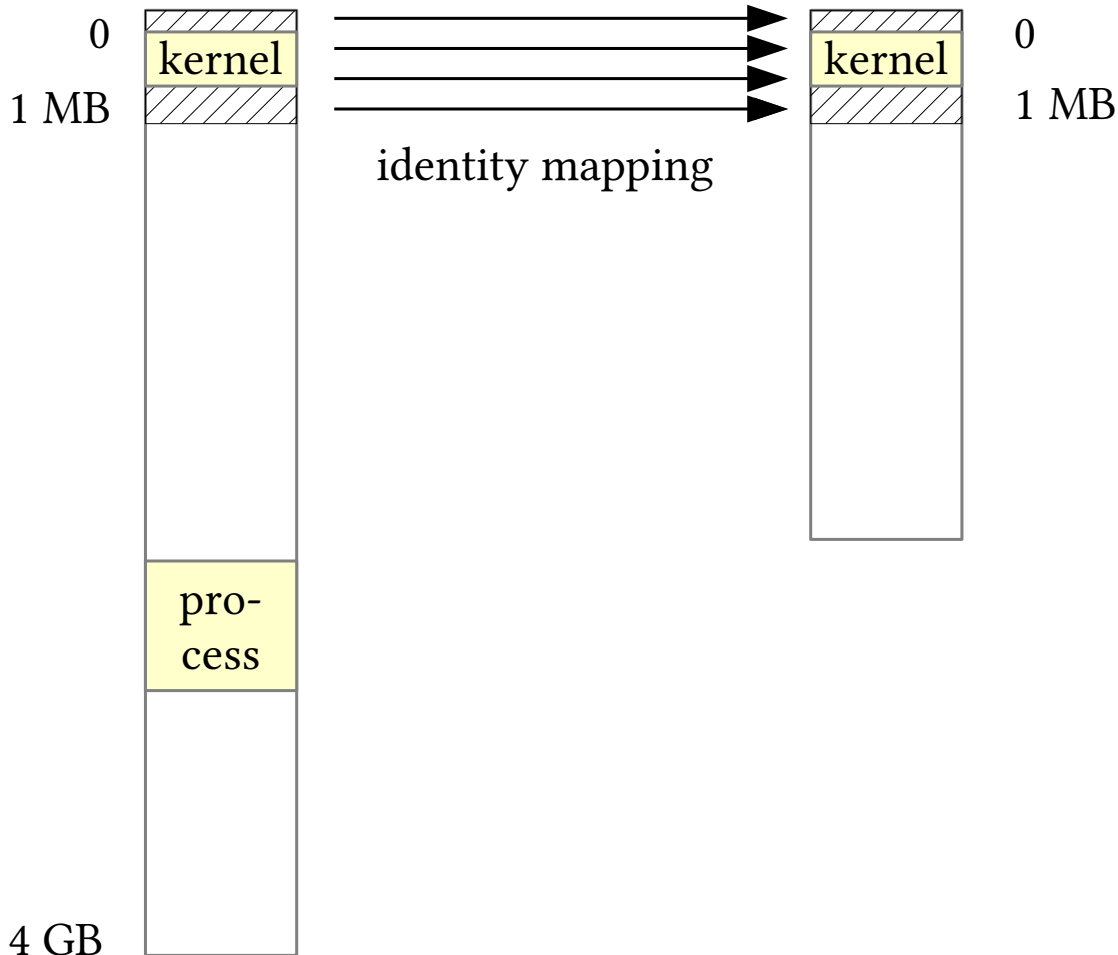 0
kernel
kernel
0
1 MB
1 MB
identity mapping
pro-
cess
4 GB